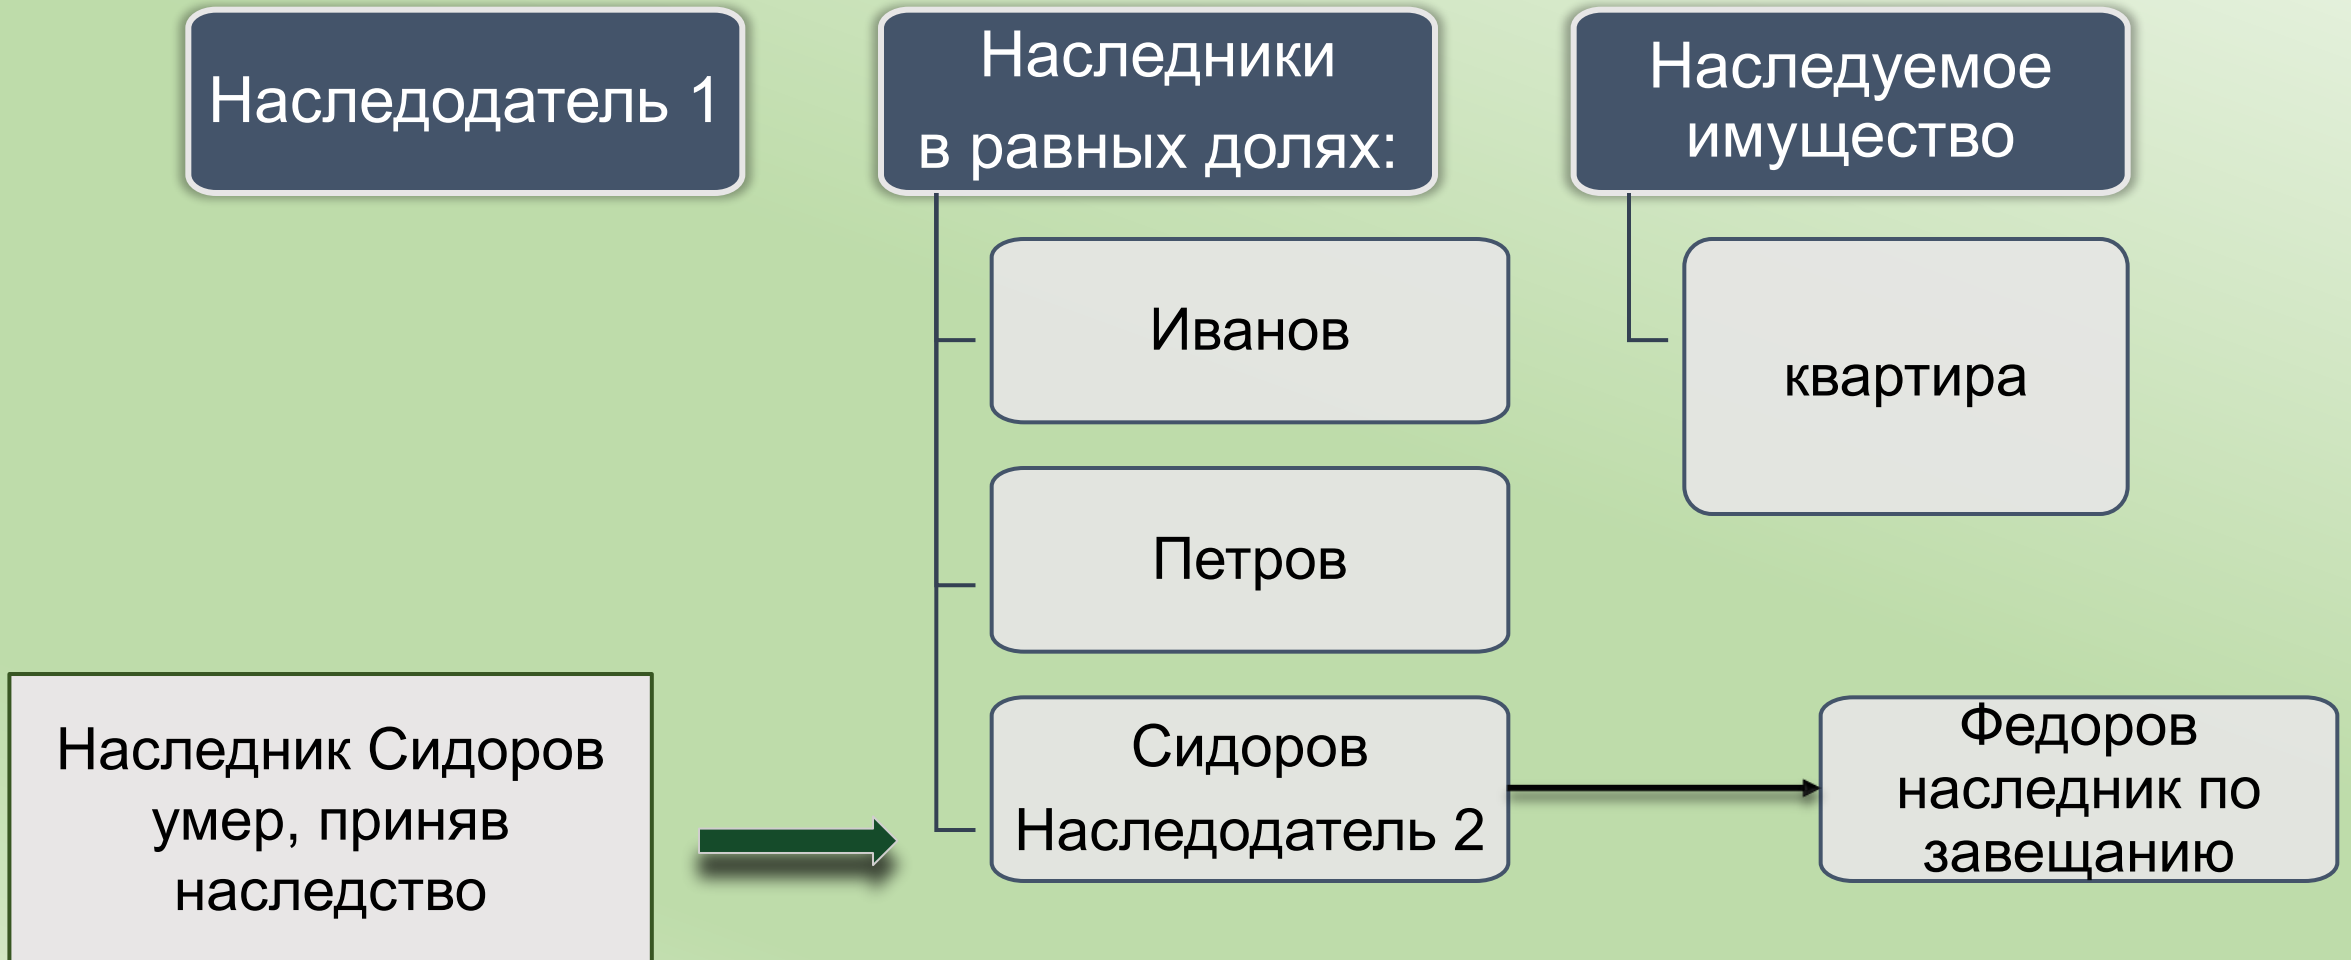 Наследодатель 1
Наследники
в равных долях:
Наследуемое
имущество
Иванов
квартира
Петров
Наследник Сидоров
умер, приняв
наследство
Сидоров
Наследодатель 2
Федоров
наследник по
завещанию